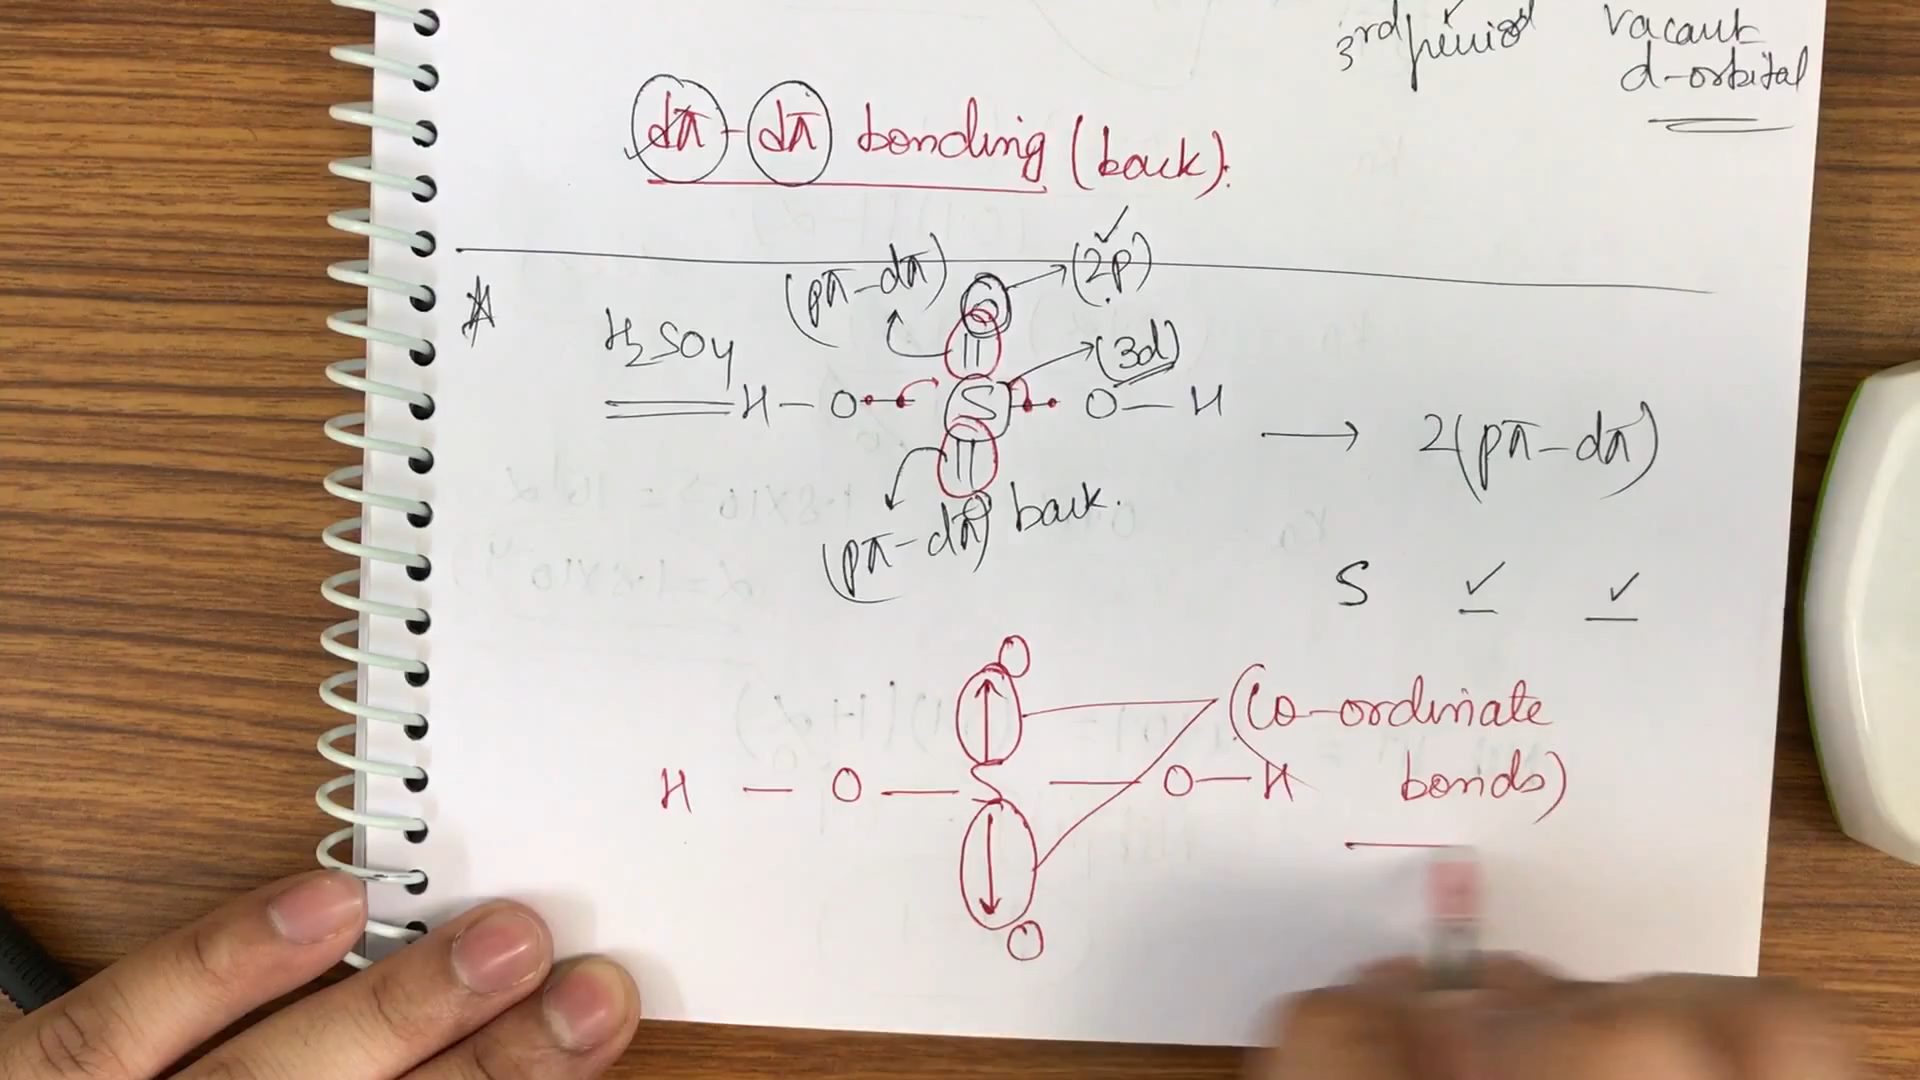 3rd period vacant
d-orbital
dπ-dπ bonding (back).
(pπ-dπ) O → (2p)
H2SO4 || → (3d)
H-O S O-H → 2(pπ-dπ)
||
(pπ-dπ) O back.
S ✓ ✓
O (Co-ordinate
H - O - S - O-H bonds)
O